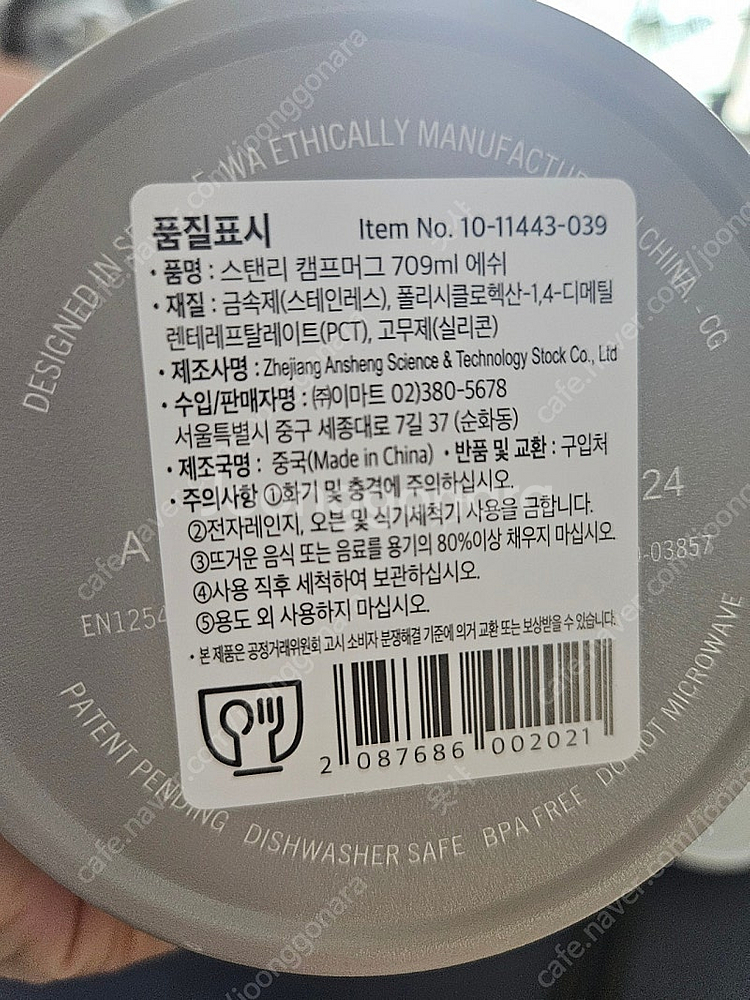 ETHICALLY MANUFACTUR
CHINA. -CG
DESIGNED IN SE
E, WA
품질표시 Item No. 10-11443-039
• 품명 : 스탠리 캠프머그 709ml 에쉬
• 재질 : 금속제(스테인레스), 폴리시클로헥산-1,4-디메틸
렌테레프탈레이트(PCT), 고무제(실리콘)
• 제조사명 : Zhejiang Ansheng Science & Technology Stock Co., Ltd
• 수입/판매자명 : ㈜이마트 02)380-5678
서울특별시 중구 세종대로 7길 37 (순화동)
• 제조국명 : 중국(Made in China) • 반품 및 교환 : 구입처
• 주의사항 ①화기 및 충격에 주의하십시오.
②전자레인지, 오븐 및 식기세척기 사용을 금합니다.
③뜨거운 음식 또는 음료를 용기의 80%이상 채우지 마십시오.
④사용 직후 세척하여 보관하십시오.
⑤용도 외 사용하지 마십시오.
• 본 제품은 공정거래위원회 고시 소비자 분쟁해결 기준에 의거 교환 또는 보상받을 수 있습니다.
2 087686 002021
A
24
EN1254
-03857
PATENT PENDING DISHWASHER SAFE BPA FREE DO NOT MICROWAVE
joonggonara
cafe.naver.com/joonggonara